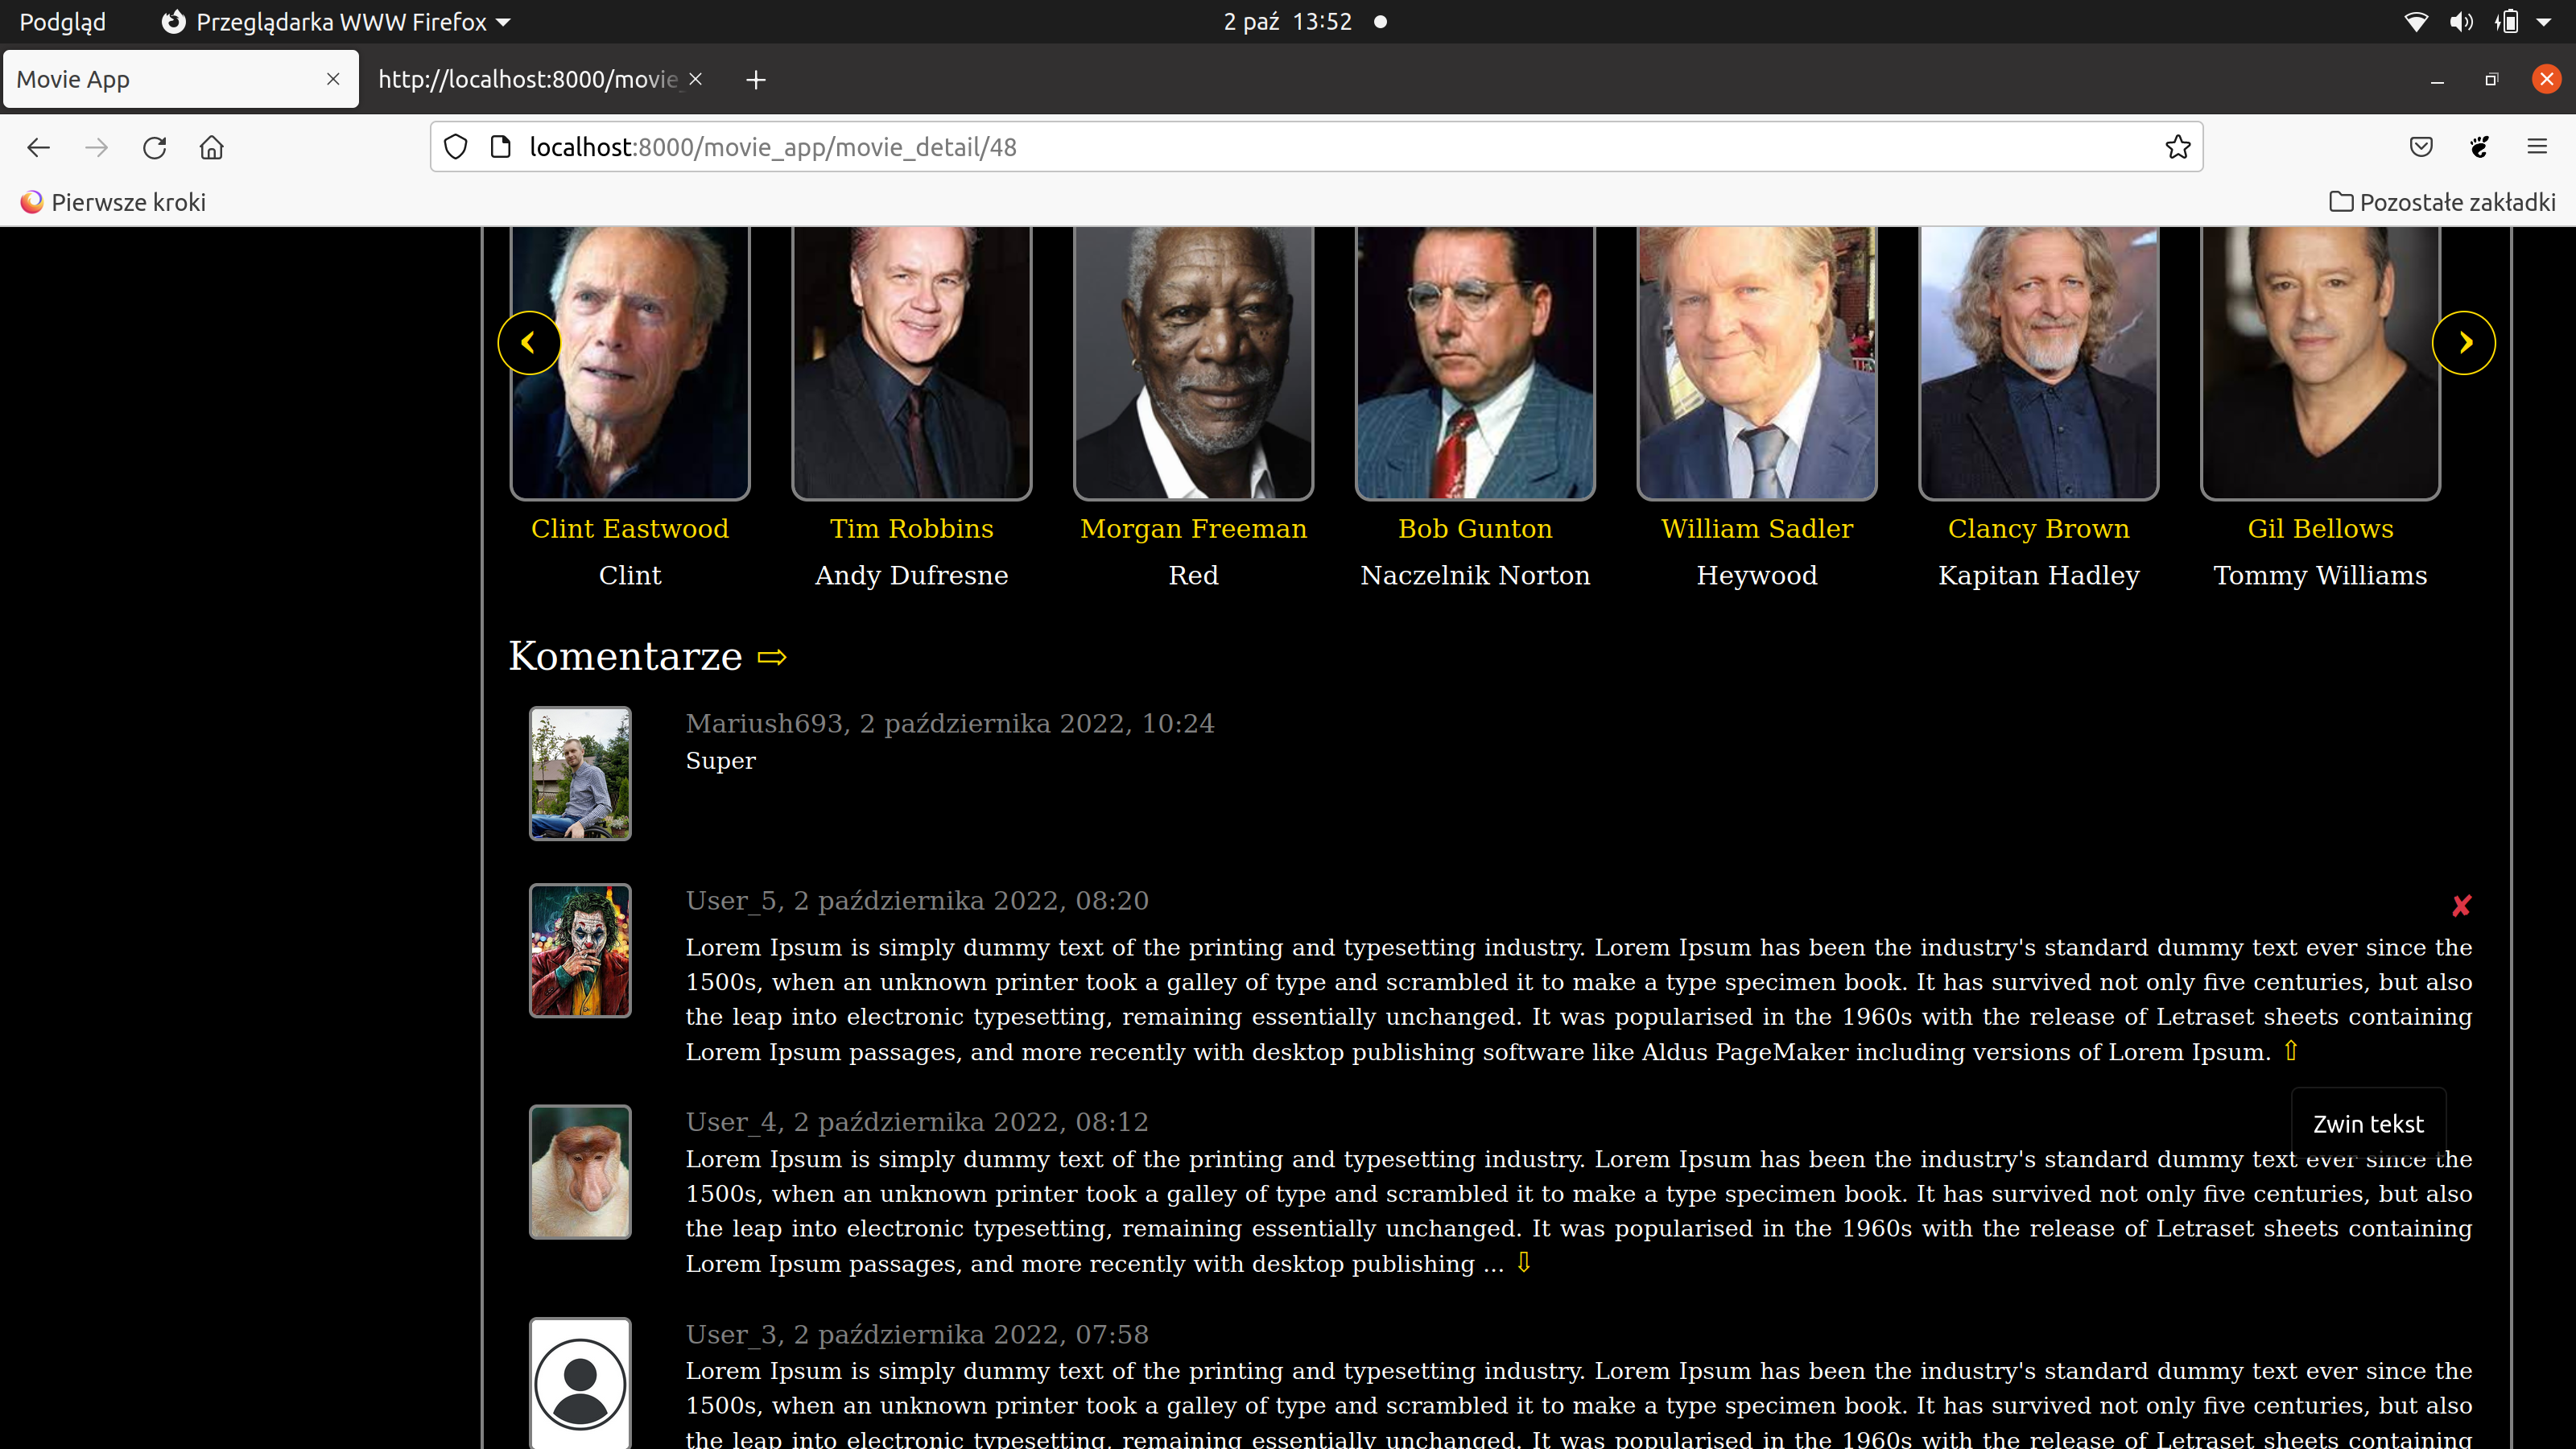 Podgląd Przeglądarka WWW Firefox 2 paź 13:52
Movie App http://localhost:8000/movie_
localhost:8000/movie_app/movie_detail/48
Pierwsze kroki Pozostałe zakładki
Clint Eastwood Tim Robbins Morgan Freeman Bob Gunton William Sadler Clancy Brown Gil Bellows
Clint Andy Dufresne Red Naczelnik Norton Heywood Kapitan Hadley Tommy Williams
Komentarze ⇨
Mariush693, 2 października 2022, 10:24
Super
User_5, 2 października 2022, 08:20 ✘
Lorem Ipsum is simply dummy text of the printing and typesetting industry. Lorem Ipsum has been the industry's standard dummy text ever since the
1500s, when an unknown printer took a galley of type and scrambled it to make a type specimen book. It has survived not only five centuries, but also
the leap into electronic typesetting, remaining essentially unchanged. It was popularised in the 1960s with the release of Letraset sheets containing
Lorem Ipsum passages, and more recently with desktop publishing software like Aldus PageMaker including versions of Lorem Ipsum. ⇧
Zwin tekst
User_4, 2 października 2022, 08:12
Lorem Ipsum is simply dummy text of the printing and typesetting industry. Lorem Ipsum has been the industry's standard dummy text ever since the
1500s, when an unknown printer took a galley of type and scrambled it to make a type specimen book. It has survived not only five centuries, but also
the leap into electronic typesetting, remaining essentially unchanged. It was popularised in the 1960s with the release of Letraset sheets containing
Lorem Ipsum passages, and more recently with desktop publishing ... ⇩
User_3, 2 października 2022, 07:58
Lorem Ipsum is simply dummy text of the printing and typesetting industry. Lorem Ipsum has been the industry's standard dummy text ever since the
1500s, when an unknown printer took a galley of type and scrambled it to make a type specimen book. It has survived not only five centuries, but also
the leap into electronic typesetting, remaining essentially unchanged. It was popularised in the 1960s with the release of Letraset sheets containing